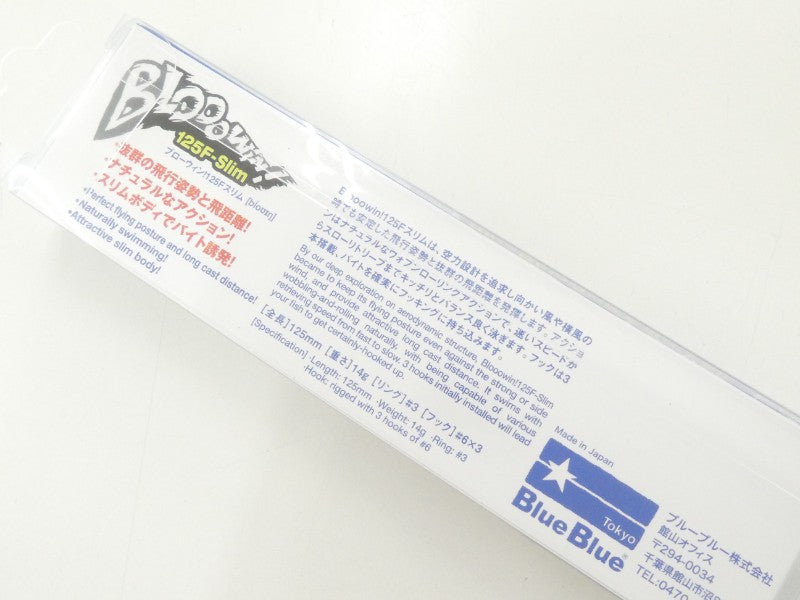 Blooowin!
125F-Slim
ブローウィン!125Fスリム [blóuin]
・抜群の飛行姿勢と飛距離!
・ナチュラルなアクション!
・スリムボディでバイト誘発!
•Perfect flying posture and long cast distance!
•Naturally swimming!
•Attractive slim body!
Blooowin!125Fスリムは、空力設計を追求し向かい風や横風の
時でも安定した飛行姿勢と抜群の飛距離を発揮します。アクショ
ンはナチュラルなウォブンローリングアクションで、速いスピードか
らスローリトリーブまでキッチリとバランス良く泳ぎます。フックは3
本搭載、バイトを確実にフッキングに持ち込みます。
By our deep exploration on aerodynamic structure, Blooowin!125F-Slim
became to keep its flying posture even against the strong or side
wind, and provide attractive long cast distance. It swims with
wobbing-and-rolling naturally, with being capable of various
retrieving speed from fast to slow. 3 hooks initially installed will lead
your fish to get certainly-hooked up.
[全長]125mm [重さ]14g [リング]#3 [フック]#6×3
[Specification] ·Length: 125mm ·Weight: 14g ·Ring: #3
·Hook: rigged with 3 hooks of #6
Made in Japan
Tokyo
BlueBlue®
ブルーブルー株式会社
館山オフィス
〒294-0034
千葉県館山市沼
TEL:0470